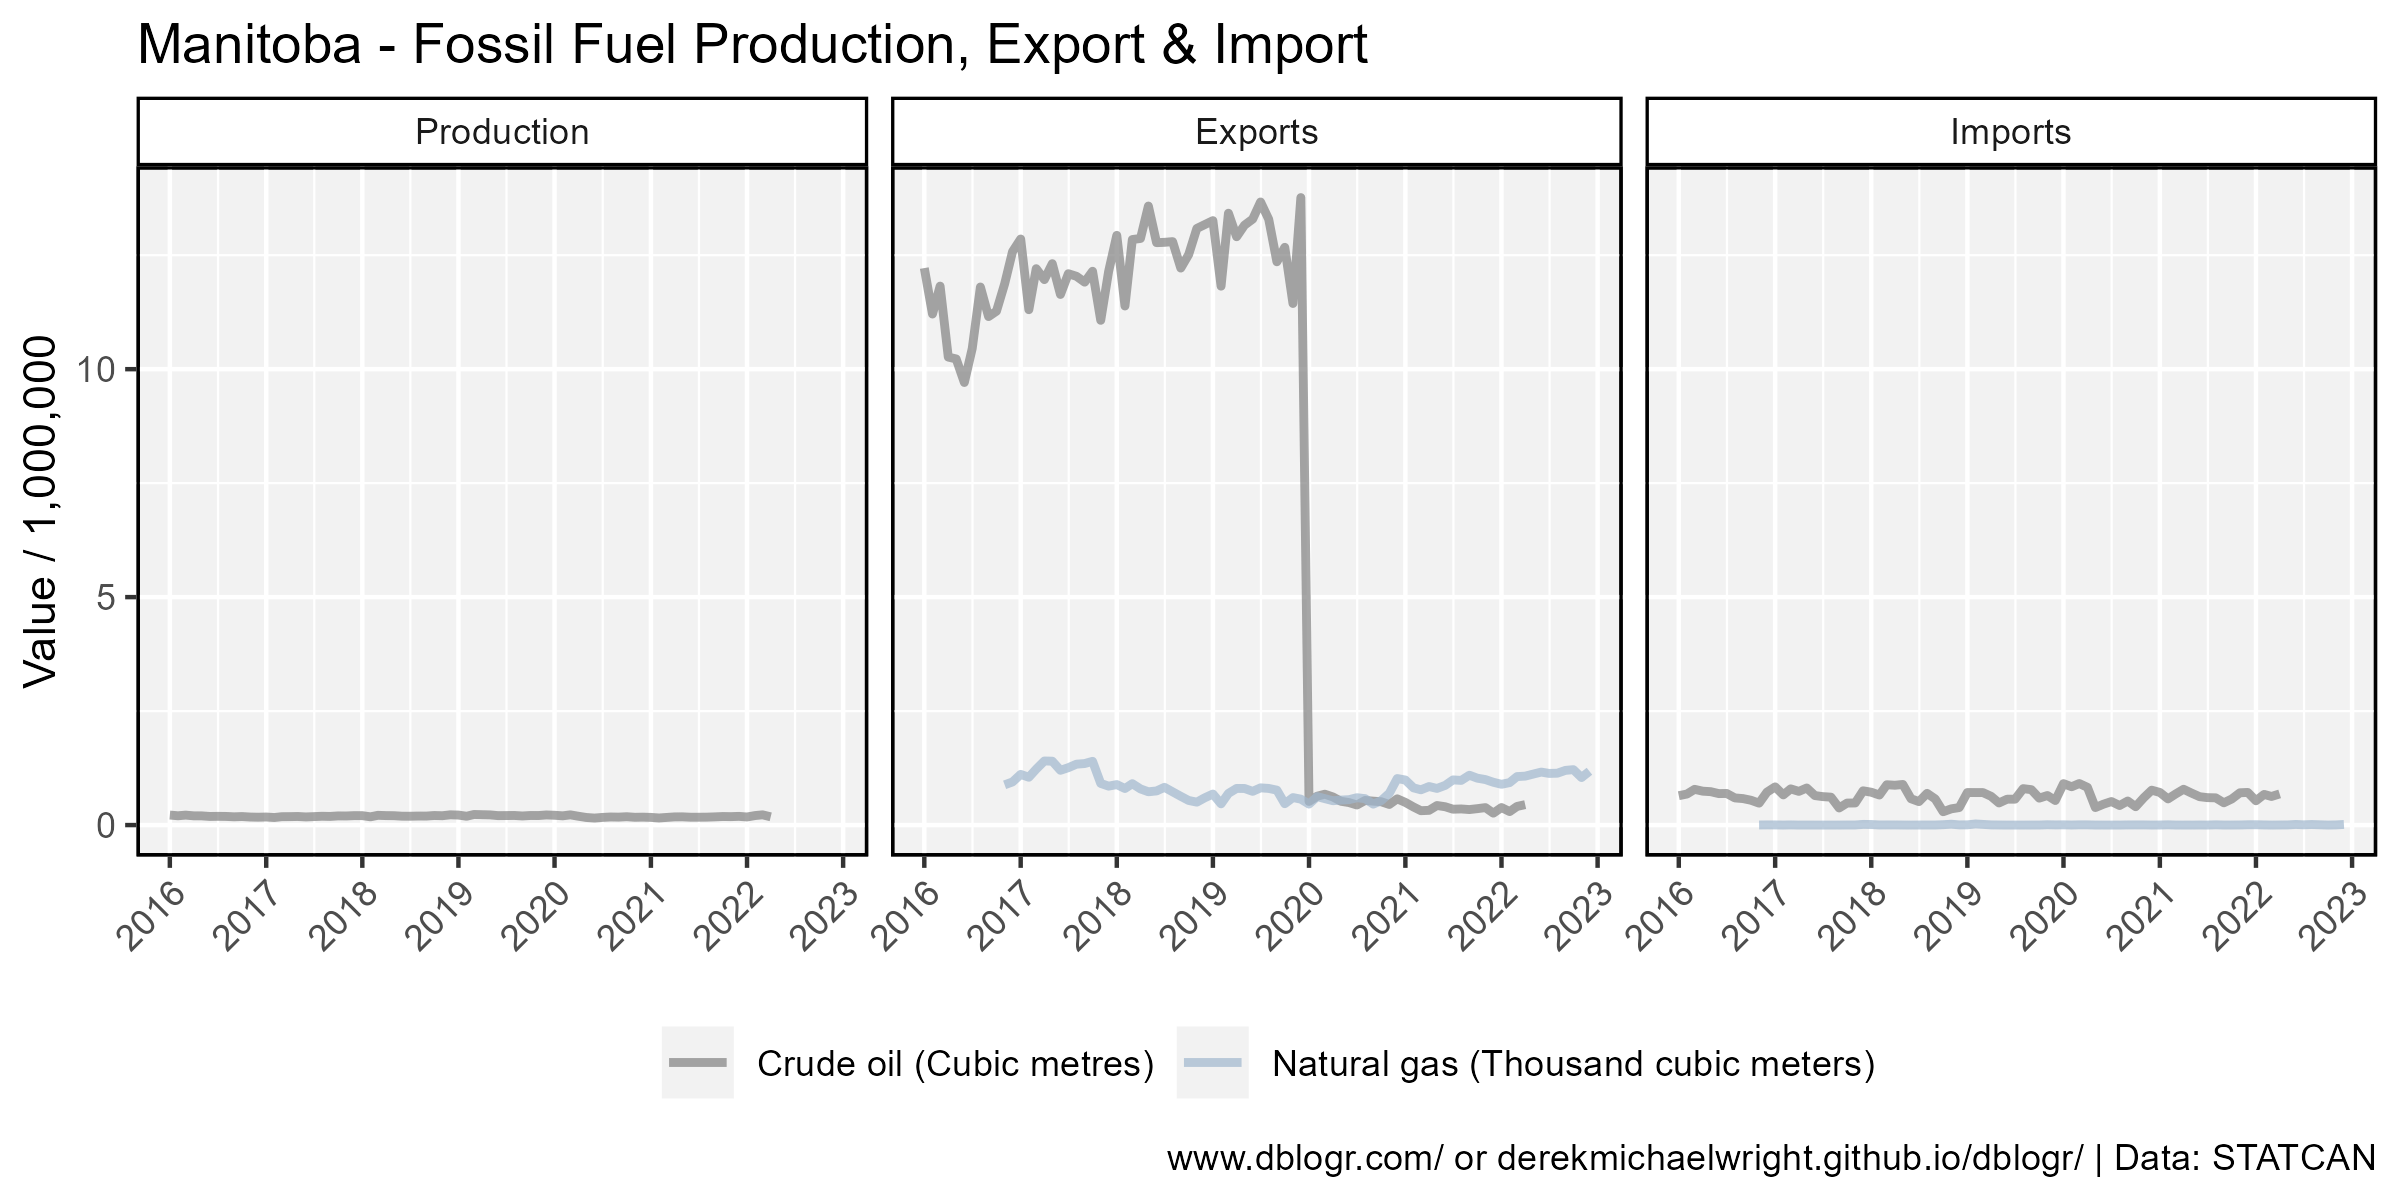 Manitoba - Fossil Fuel Production, Export & Import
Production
Exports
Imports
Value / 1,000,000
10
5
0
2016 2017 2018 2019 2020 2021 2022 2023
2016 2017 2018 2019 2020 2021 2022 2023
2016 2017 2018 2019 2020 2021 2022 2023
Crude oil (Cubic metres)
Natural gas (Thousand cubic meters)
www.dblogr.com/ or derekmichaelwright.github.io/dblogr/ | Data: STATCAN